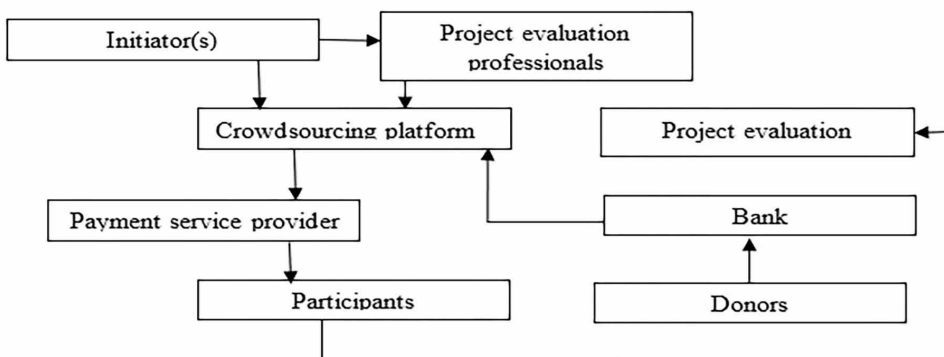 Initiator(s)
Project evaluation
professionals
Crowdsourcing platform
Project evaluation
Payment service provider
Bank
Participants
Donors